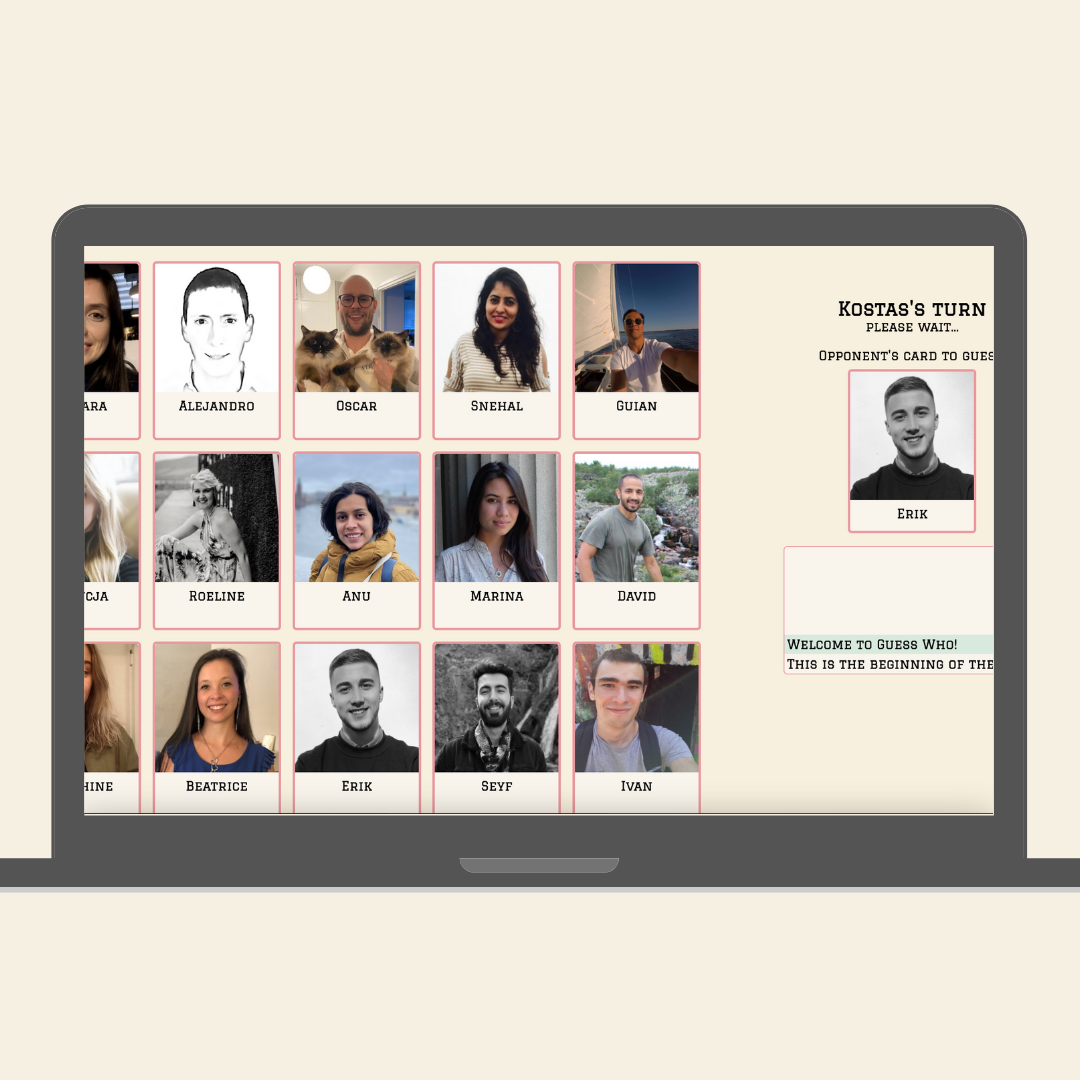 ARA
Alejandro
Oscar
Snehal
Guian
CJA
Roeline
Anu
Marina
David
HINE
Beatrice
Erik
Seyf
Ivan
Kostas's turn
please wait...
Opponent's card to gues
Erik
Welcome to Guess Who!
This is the beginning of the